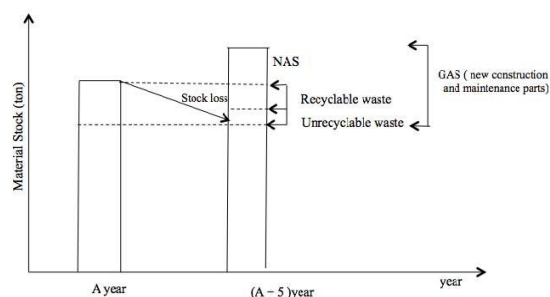 Material Stock (ton)
NAS
GAS ( new construction
and maintenance parts)
Stock loss
Recyclable waste
Unrecyclable waste
A year
(A − 5 )year
year